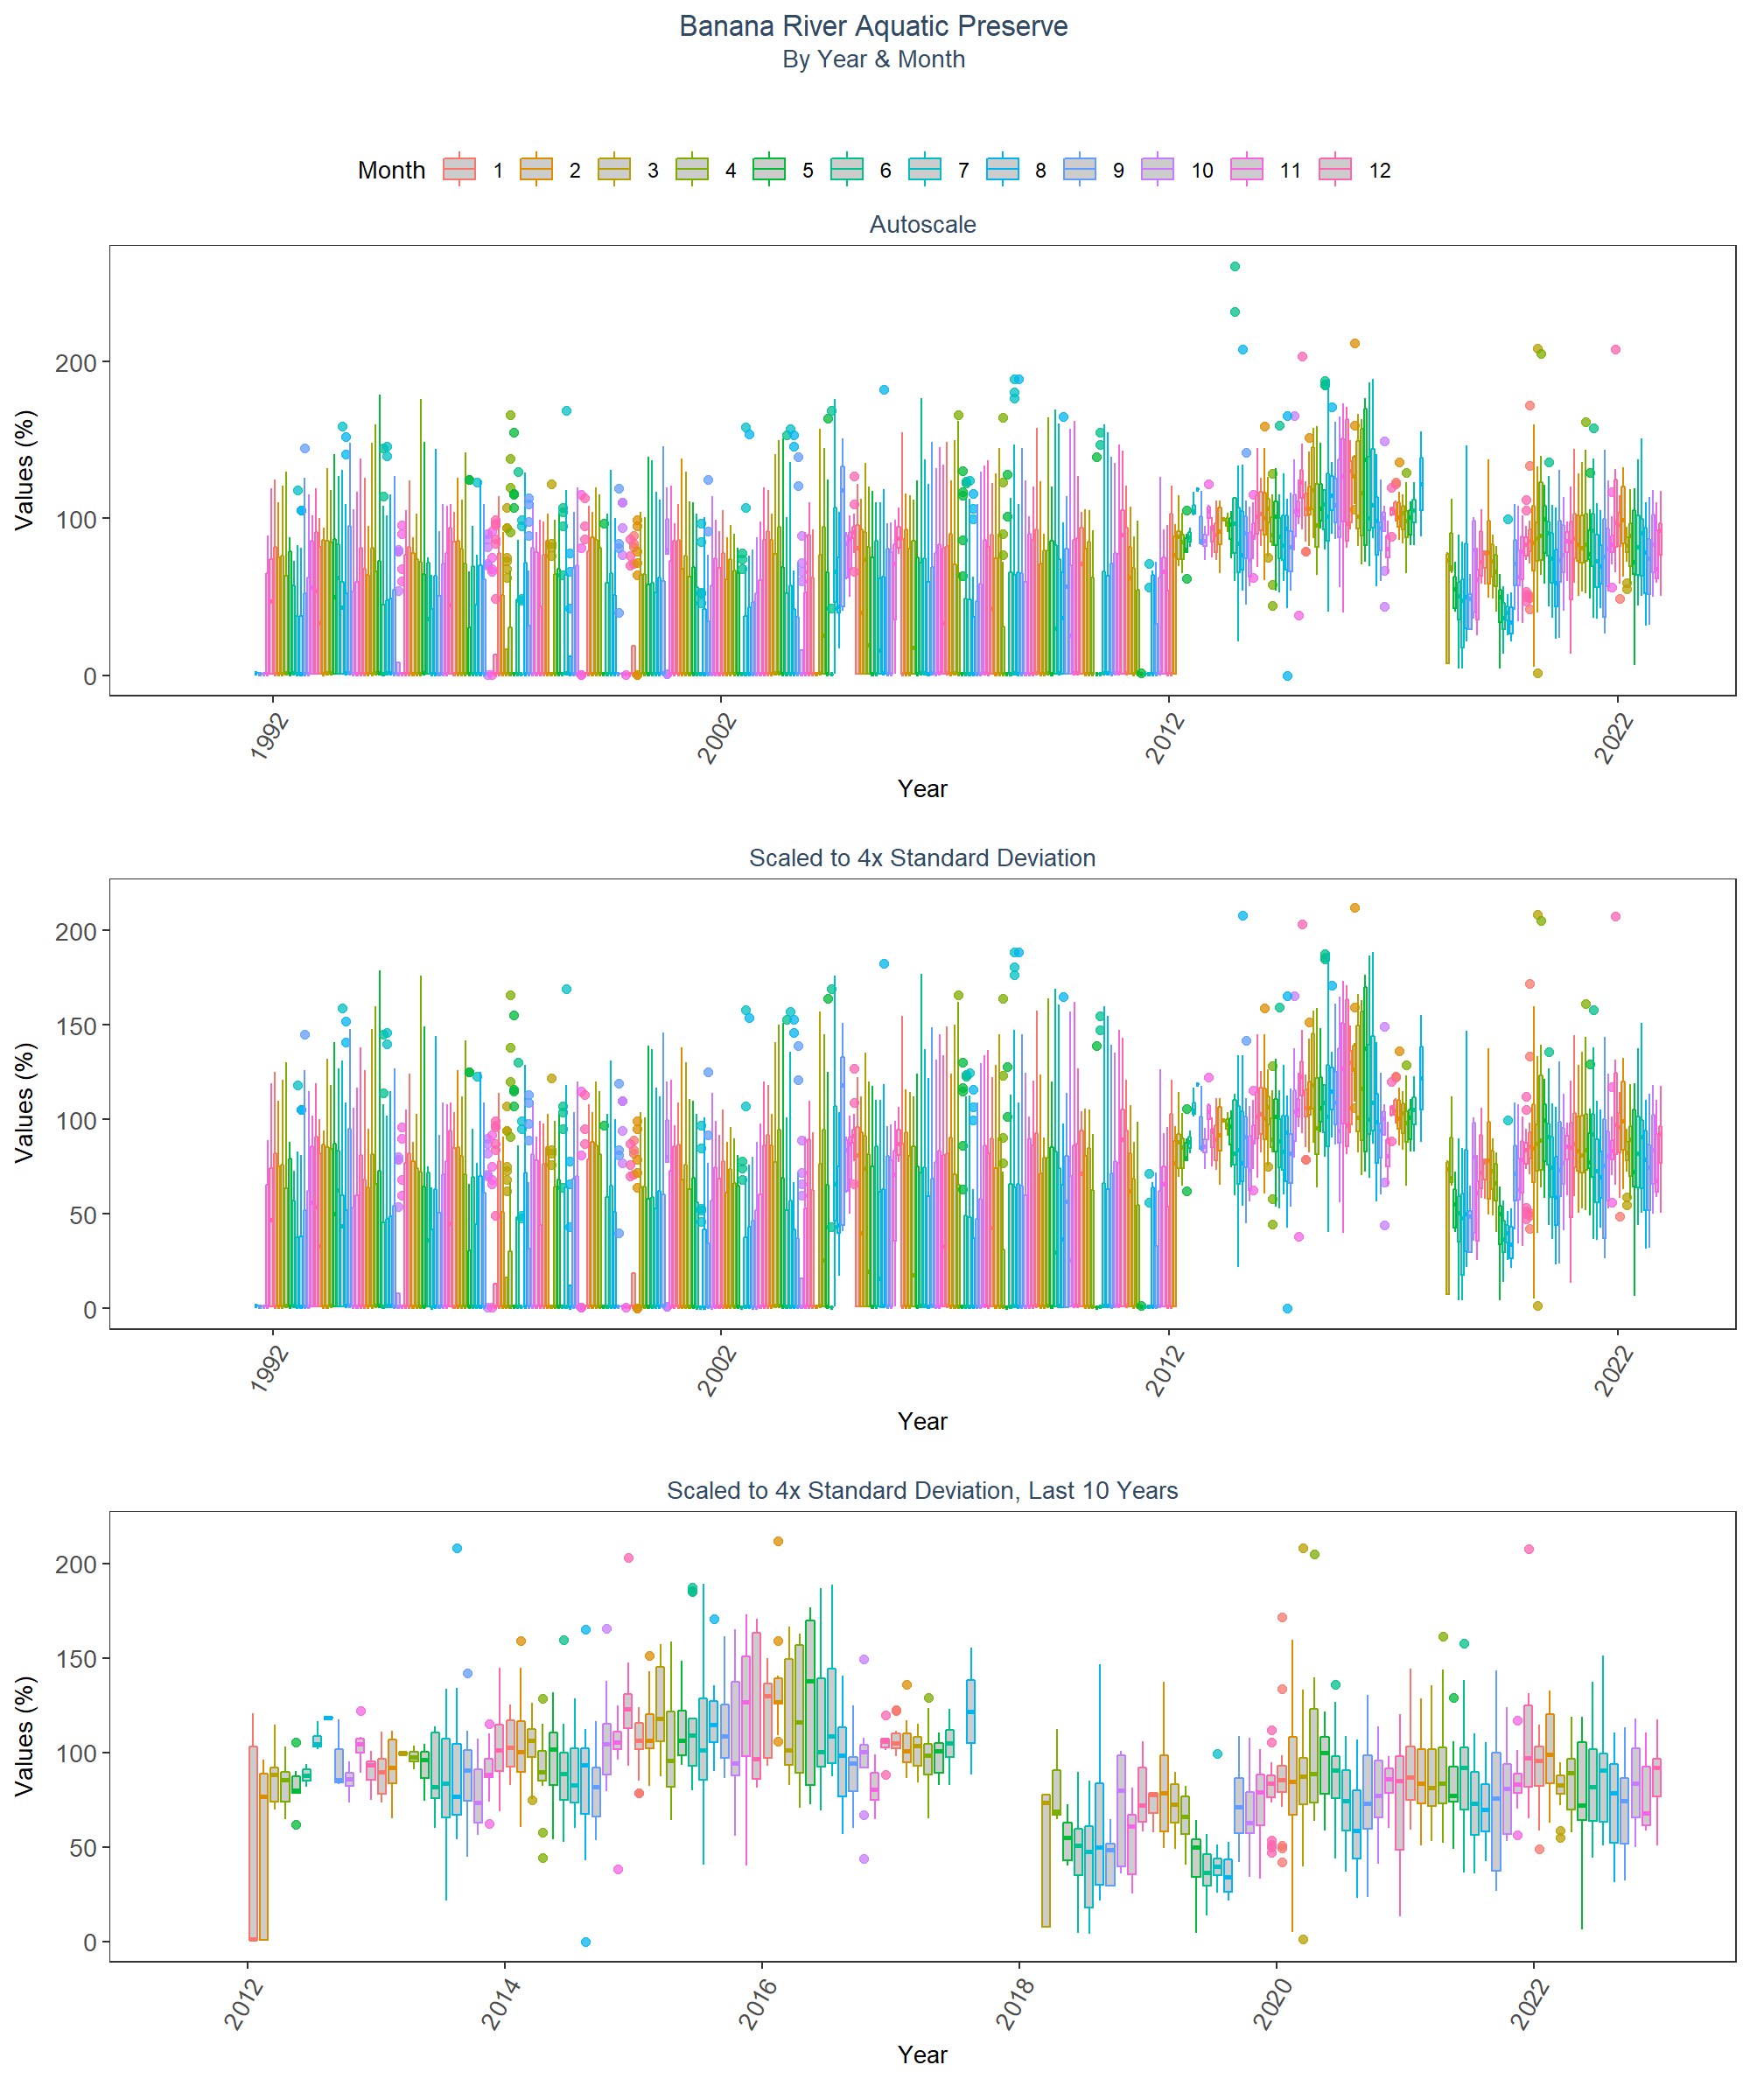 Banana River Aquatic Preserve
By Year & Month
Month 1 2 3 4 5 6 7 8 9 10 11 12
Autoscale
Values (%)
200
100
0
1992 2002 2012 2022
Year
Scaled to 4x Standard Deviation
Values (%)
200
150
100
50
0
1992 2002 2012 2022
Year
Scaled to 4x Standard Deviation, Last 10 Years
Values (%)
200
150
100
50
0
2012 2014 2016 2018 2020 2022
Year